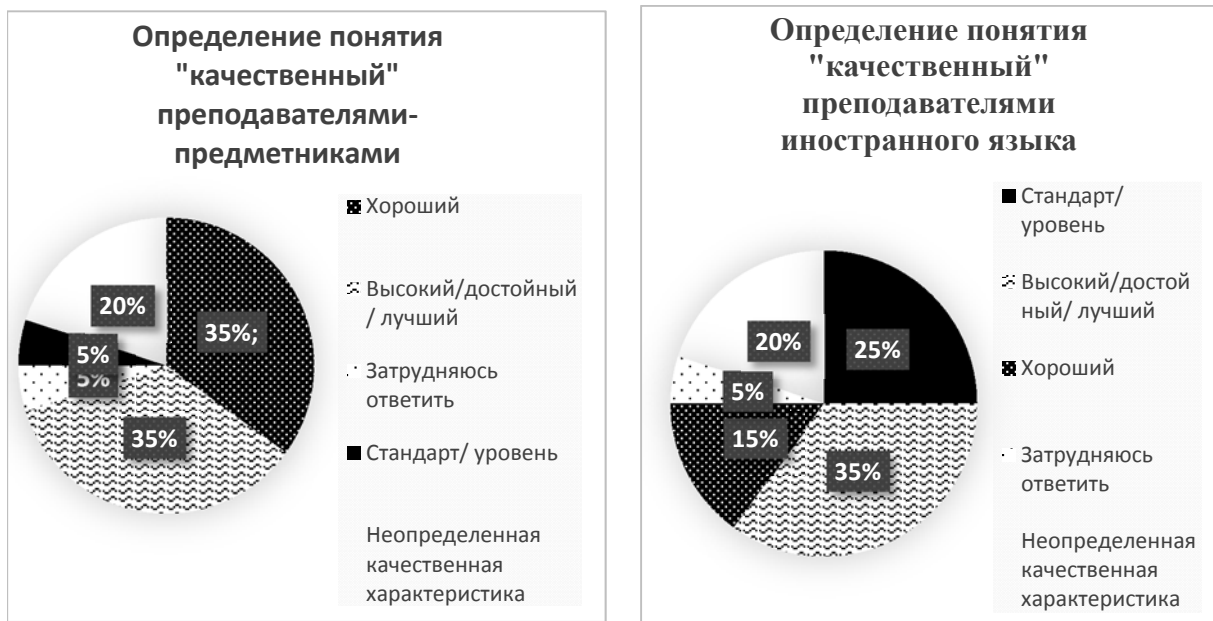 Определение понятия
"качественный"
преподавателями-
предметниками
Хороший
Высокий/достойный
/ лучший
Затрудняюсь
ответить
Стандарт/ уровень
Неопределенная
качественная
характеристика
20%
35%;
5%
5%
35%
Определение понятия
"качественный"
преподавателями
иностранного языка
Стандарт/
уровень
Высокий/достой
ный/ лучший
Хороший
Затрудняюсь
ответить
Неопределенная
качественная
характеристика
20%
25%
5%
15%
35%